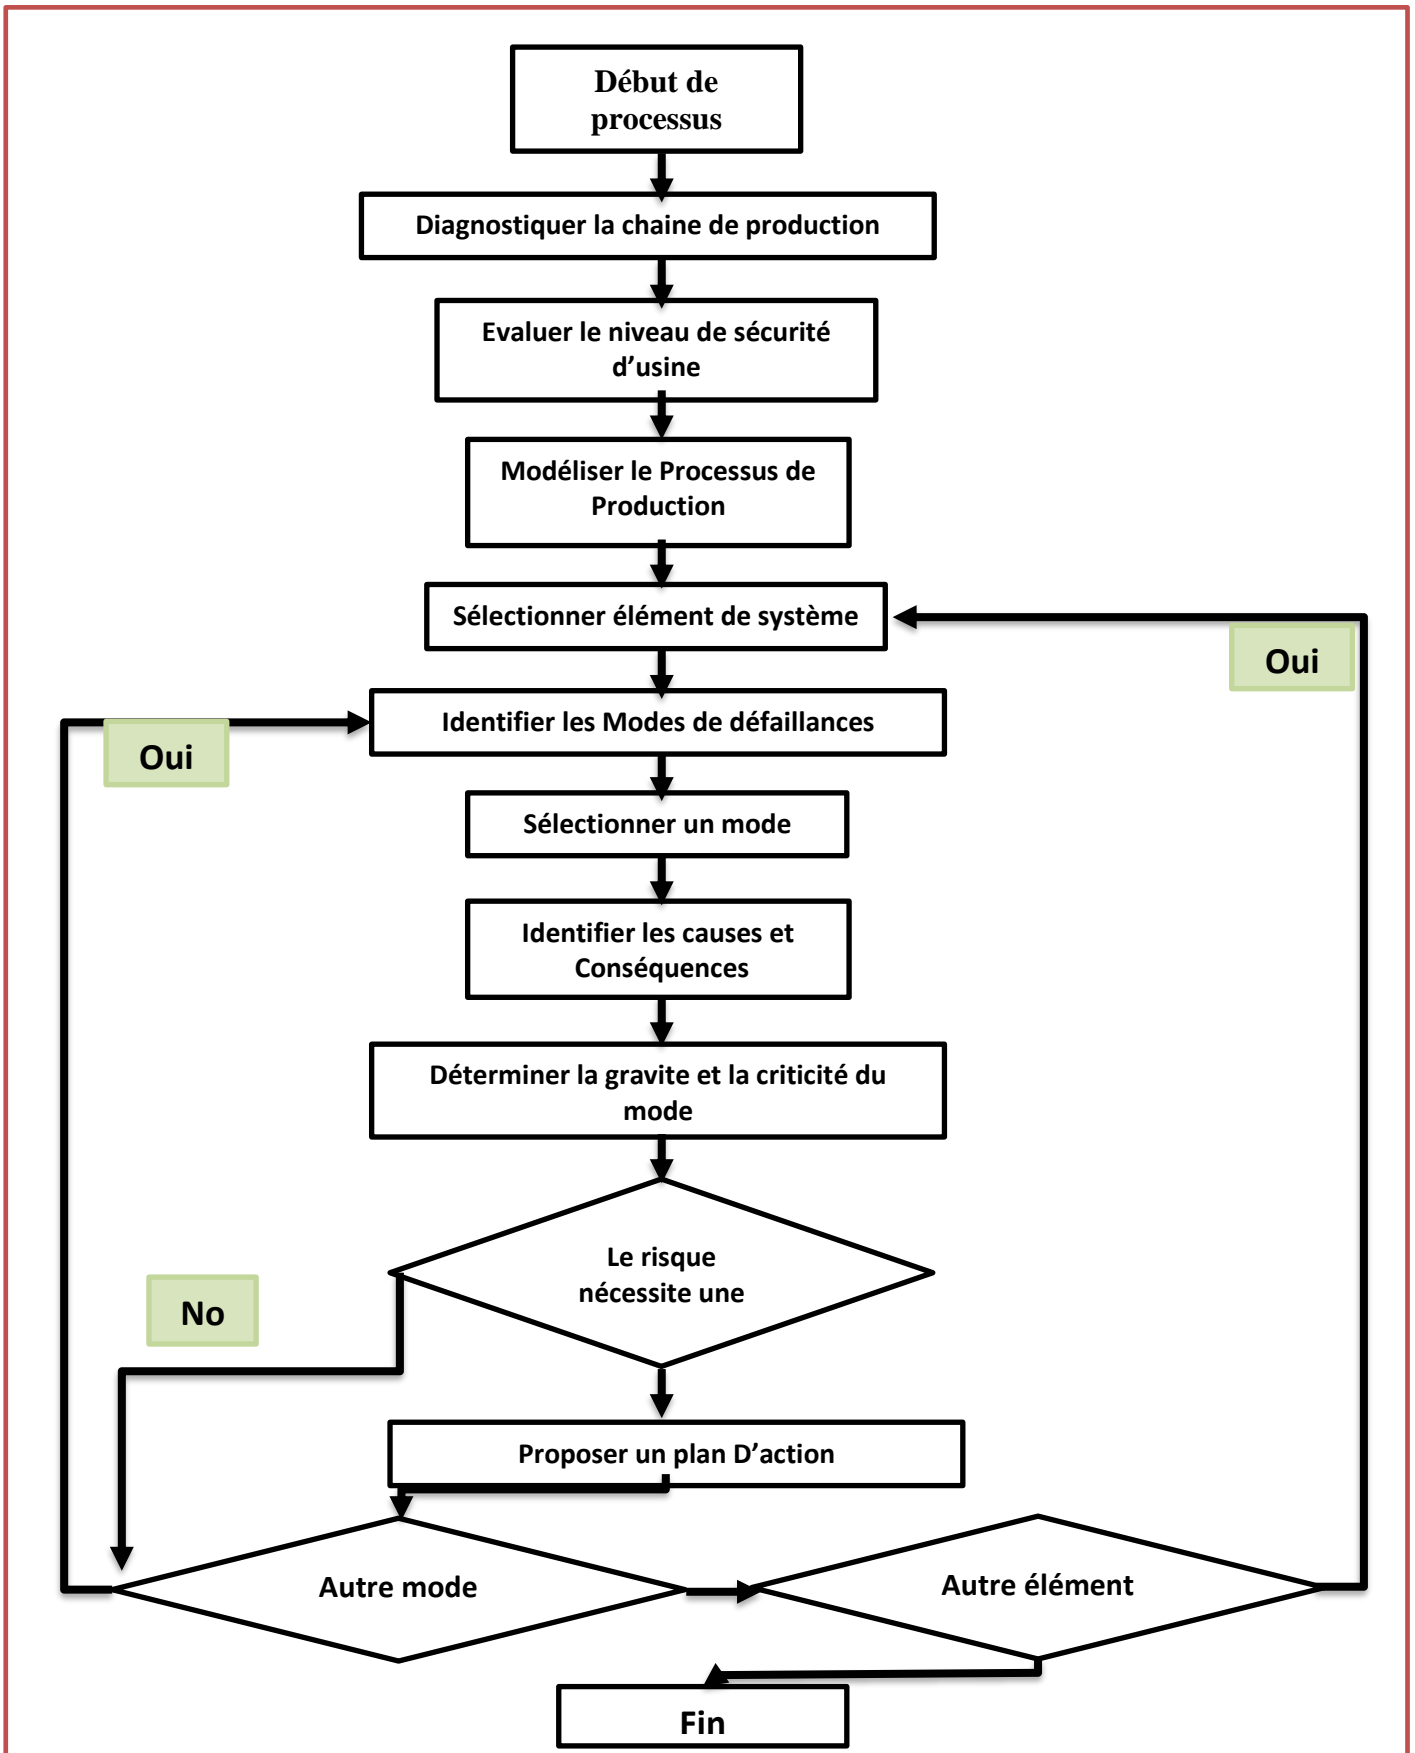 Début de
processus
Diagnostiquer la chaine de production
Evaluer le niveau de sécurité
d’usine
Modéliser le Processus de
Production
Sélectionner élément de système
Oui
Identifier les Modes de défaillances
Oui
Sélectionner un mode
Identifier les causes et
Conséquences
Déterminer la gravite et la criticité du
mode
Le risque
nécessite une
No
Proposer un plan D’action
Autre mode
Autre élément
Fin